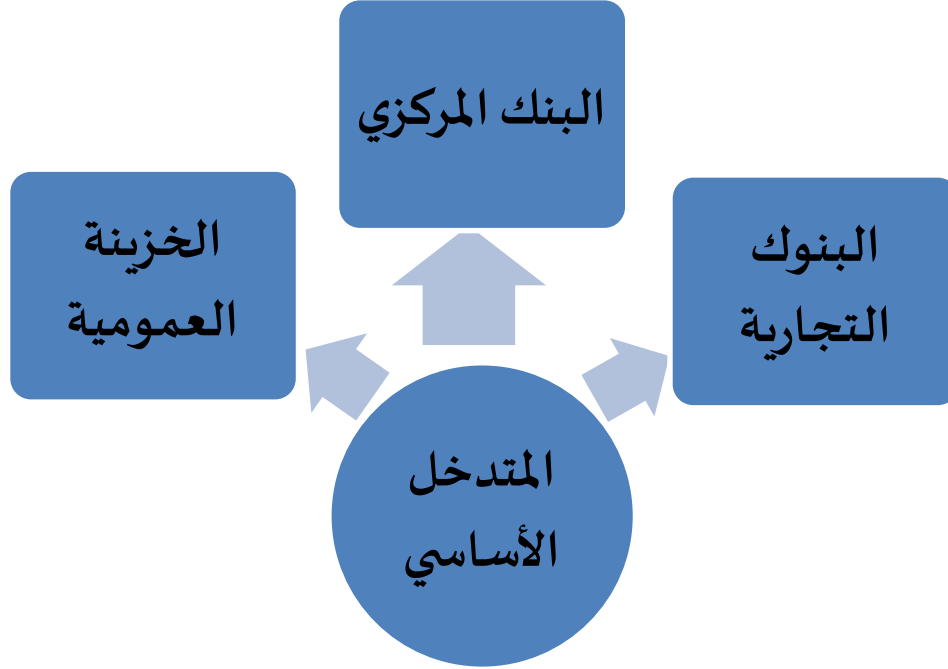 البنك المركزي
البنوك
التجارية
الخزينة
العمومية
المتدخل
الأساسي